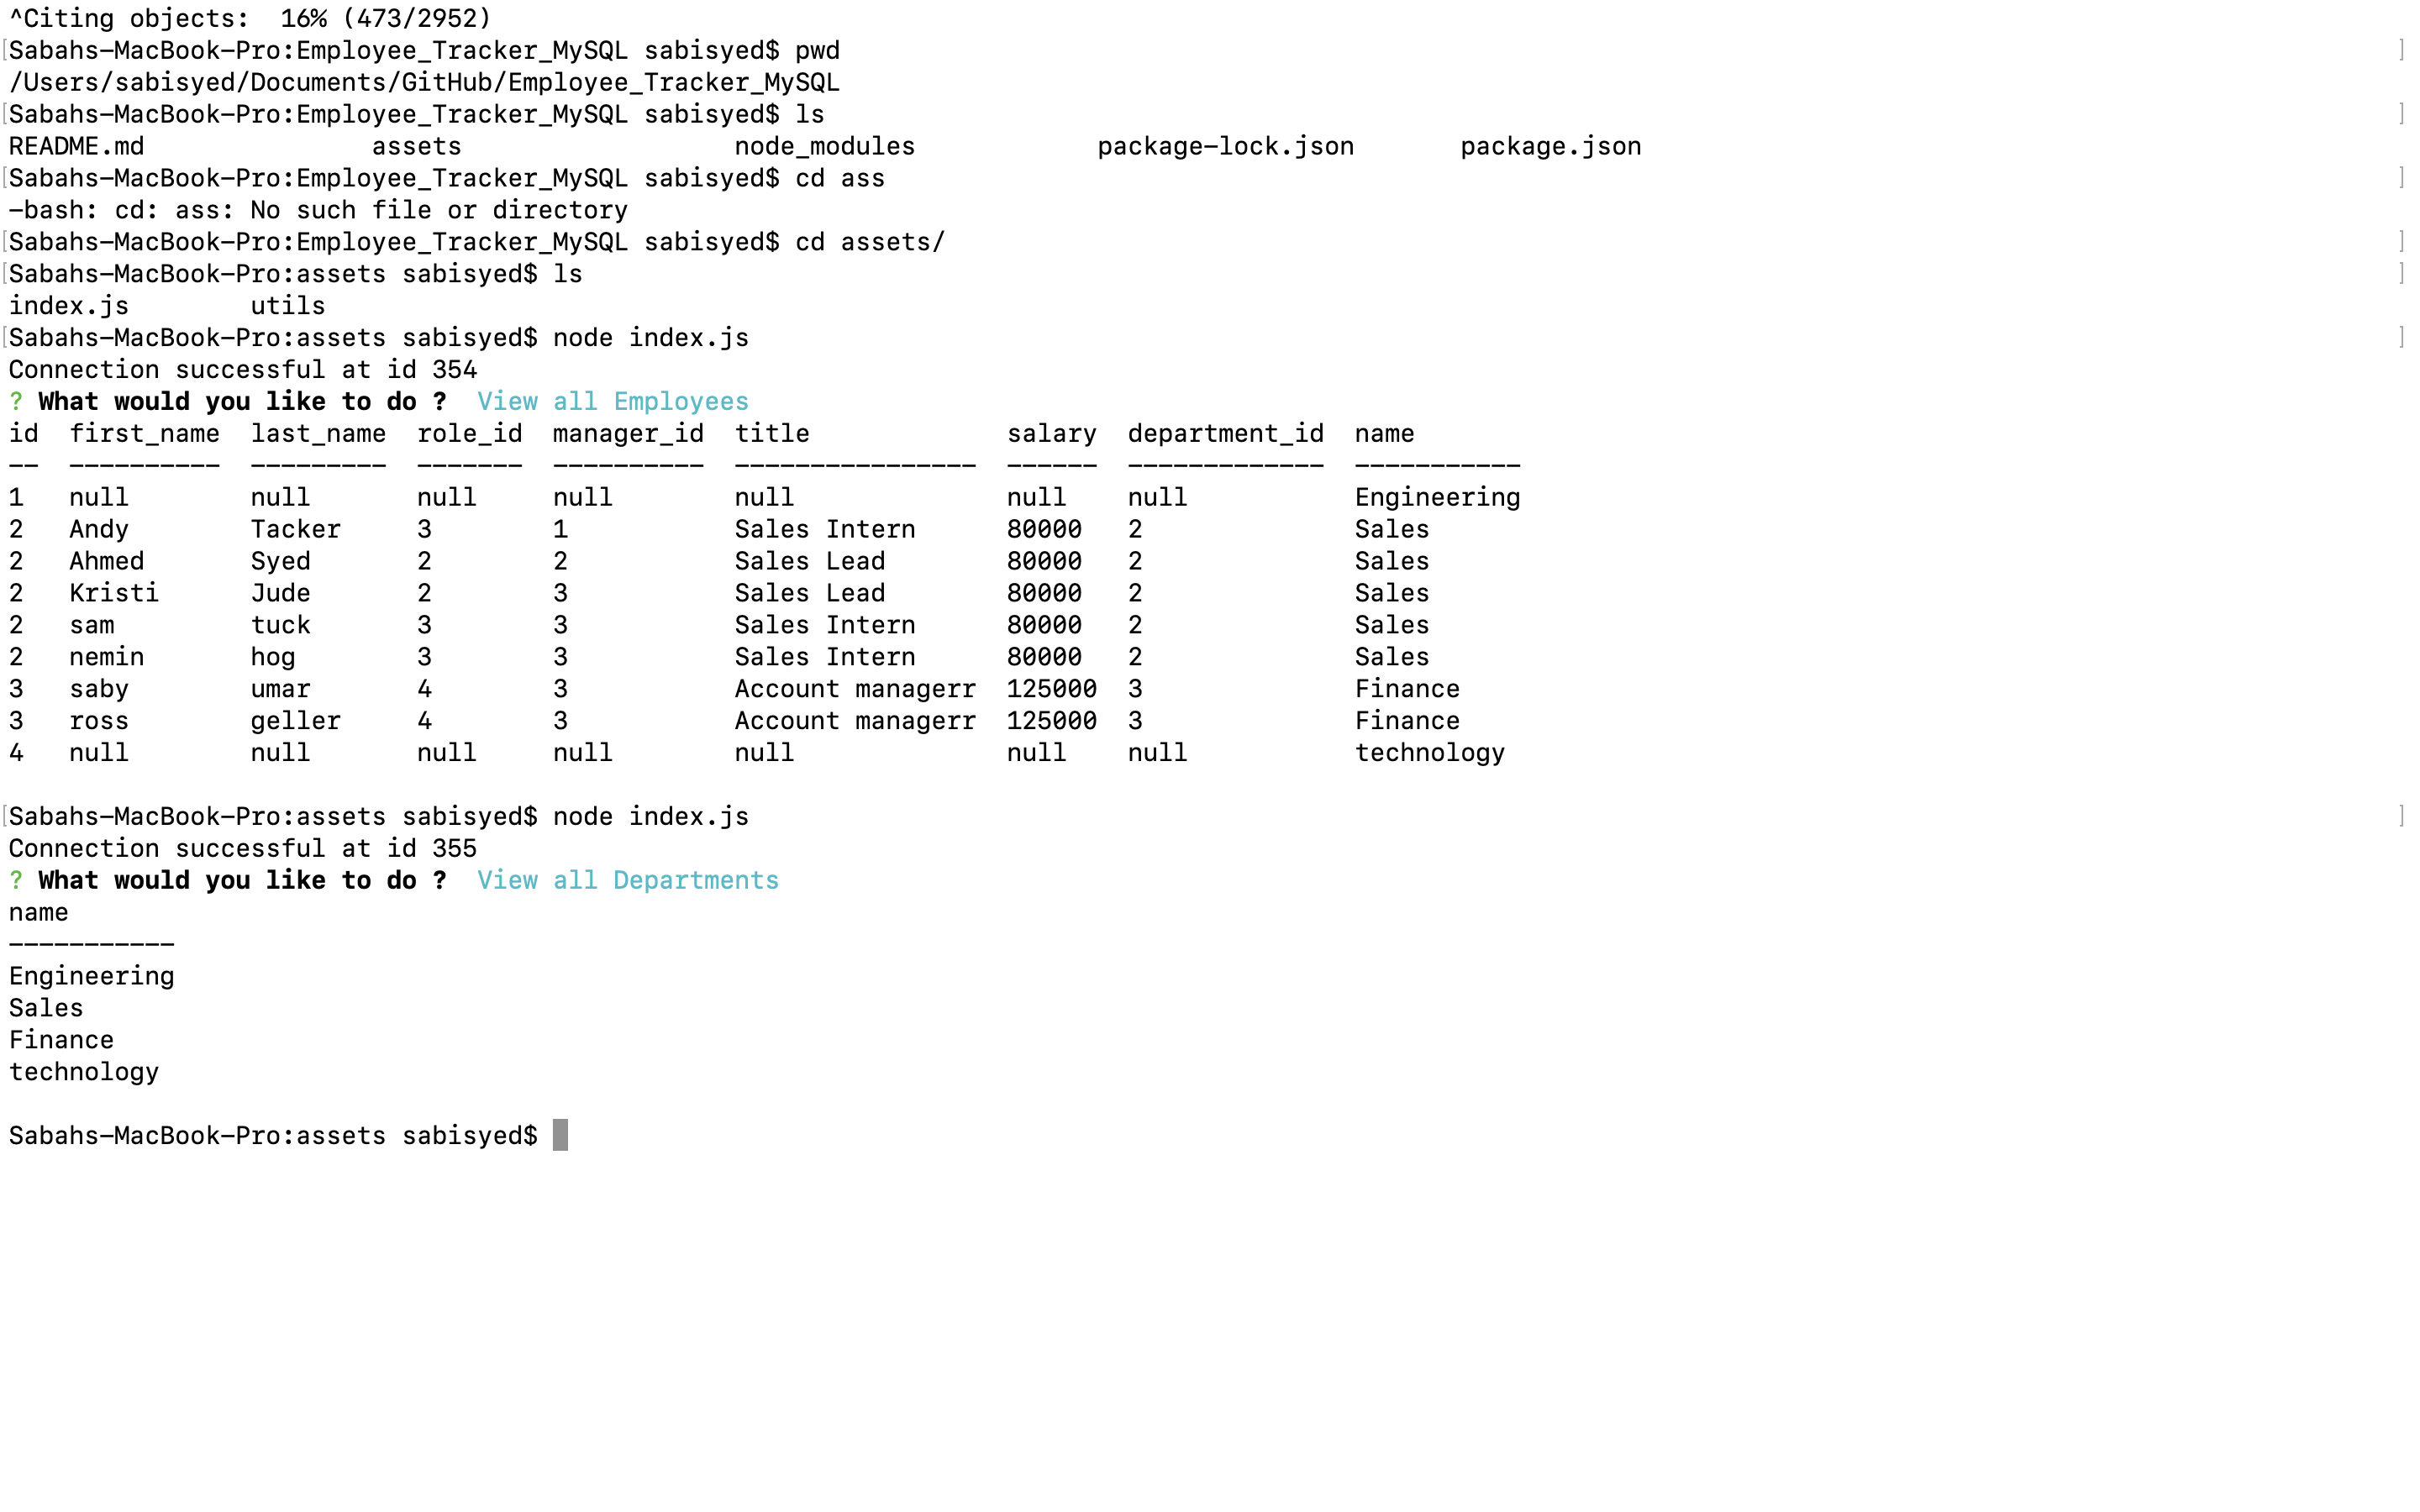 ^Citing objects:  16% (473/2952)
[Sabahs-MacBook-Pro:Employee_Tracker_MySQL sabisyed$ pwd ]
/Users/sabisyed/Documents/GitHub/Employee_Tracker_MySQL
[Sabahs-MacBook-Pro:Employee_Tracker_MySQL sabisyed$ ls ]
README.md               assets                  node_modules            package-lock.json       package.json
[Sabahs-MacBook-Pro:Employee_Tracker_MySQL sabisyed$ cd ass ]
-bash: cd: ass: No such file or directory
[Sabahs-MacBook-Pro:Employee_Tracker_MySQL sabisyed$ cd assets/ ]
[Sabahs-MacBook-Pro:assets sabisyed$ ls ]
index.js        utils
[Sabahs-MacBook-Pro:assets sabisyed$ node index.js ]
Connection successful at id 354
? What would you like to do ?  View all Employees
id  first_name  last_name  role_id  manager_id  title             salary  department_id  name
--  ----------  ---------  -------  ----------  ----------------  ------  -------------  -----------
1   null        null       null     null        null              null    null           Engineering
2   Andy        Tacker     3        1           Sales Intern      80000   2              Sales
2   Ahmed       Syed       2        2           Sales Lead        80000   2              Sales
2   Kristi      Jude       2        3           Sales Lead        80000   2              Sales
2   sam         tuck       3        3           Sales Intern      80000   2              Sales
2   nemin       hog        3        3           Sales Intern      80000   2              Sales
3   saby        umar       4        3           Account managerr  125000  3              Finance
3   ross        geller     4        3           Account managerr  125000  3              Finance
4   null        null       null     null        null              null    null           technology
[Sabahs-MacBook-Pro:assets sabisyed$ node index.js ]
Connection successful at id 355
? What would you like to do ?  View all Departments
name
-----------
Engineering
Sales
Finance
technology
Sabahs-MacBook-Pro:assets sabisyed$